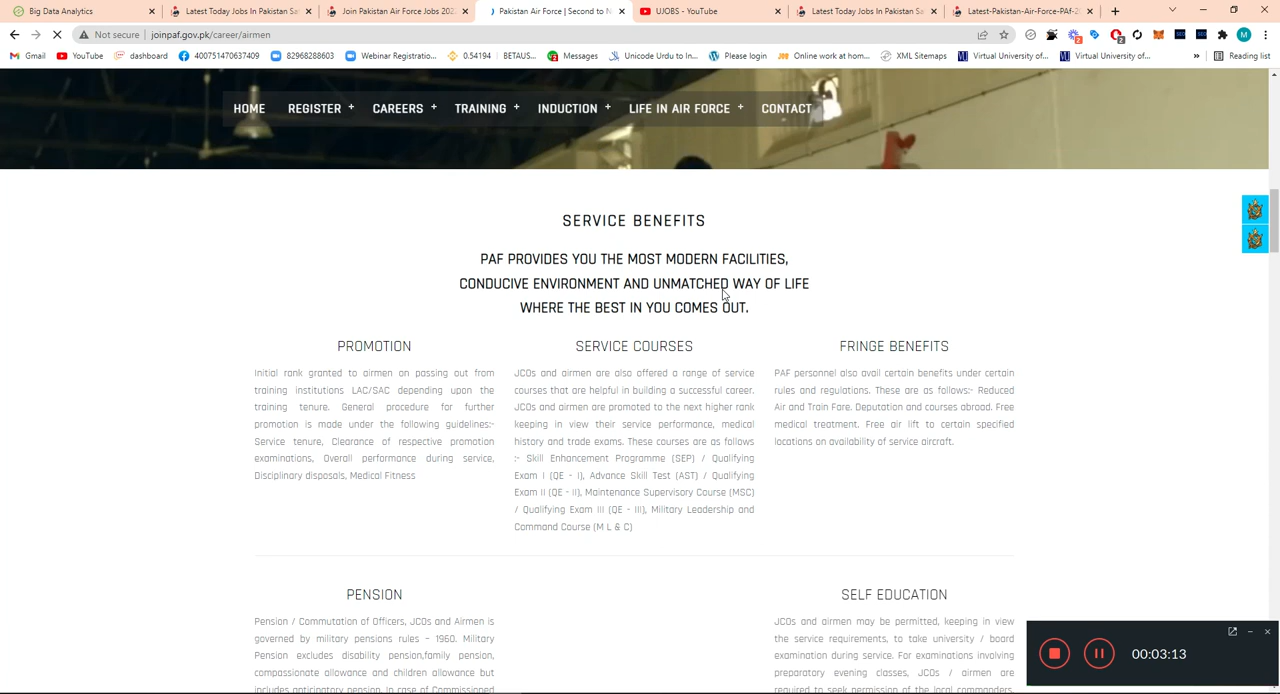 Big Data Analytics
Latest Today Jobs In Pakistan Sa
Join Pakistan Air Force Jobs 202
Pakistan Air Force | Second to N
UJOBS - YouTube
Latest Today Jobs In Pakistan Sa
Latest-Pakistan-Air-Force-PAf-2
Not secure | joinpaf.gov.pk/career/airmen
Gmail
YouTube
dashboard
400751470637409
82968288603
Webinar Registratio...
0.54194 | BETAUS...
Messages
Unicode Urdu to In...
Please login
Online work at hom...
XML Sitemaps
Virtual University of...
Virtual University of...
»
Reading list
HOME REGISTER + CAREERS + TRAINING + INDUCTION + LIFE IN AIR FORCE + CONTACT
SERVICE BENEFITS
PAF PROVIDES YOU THE MOST MODERN FACILITIES,
CONDUCIVE ENVIRONMENT AND UNMATCHED WAY OF LIFE
WHERE THE BEST IN YOU COMES OUT.
PROMOTION
Initial rank granted to airmen on passing out from
training institutions LAC/SAC depending upon the
training tenure. General procedure for further
promotion is made under the following guidelines:-
Service tenure, Clearance of respective promotion
examinations, Overall performance during service,
Disciplinary disposals, Medical Fitness
SERVICE COURSES
JCOs and airmen are also offered a range of service
courses that are helpful in building a successful career.
JCOs and airmen are promoted to the next higher rank
keeping in view their service performance, medical
history and trade exams. These courses are as follows
:- Skill Enhancement Programme (SEP) / Qualifying
Exam I (QE - I), Advance Skill Test (AST) / Qualifying
Exam II (QE - II), Maintenance Supervisory Course (MSC)
/ Qualifying Exam III (QE - III), Military Leadership and
Command Course (M L & C)
FRINGE BENEFITS
PAF personnel also avail certain benefits under certain
rules and regulations. These are as follows:- Reduced
Air and Train Fare. Deputation and courses abroad. Free
medical treatment. Free air lift to certain specified
locations on availability of service aircraft.
PENSION
Pension / Commutation of Officers, JCOs and Airmen is
governed by military pensions rules – 1960. Military
Pension excludes disability pension,family pension,
compassionate allowance and children allowance but
includes anticipatory pension. In case of Commissioned
SELF EDUCATION
JCOs and airmen may be permitted, keeping in view
the service requirements, to take university / board
examination during service. For examinations involving
preparatory evening classes, JCOs / airmen are
required to seek permission of the local commanders.
00:03:13